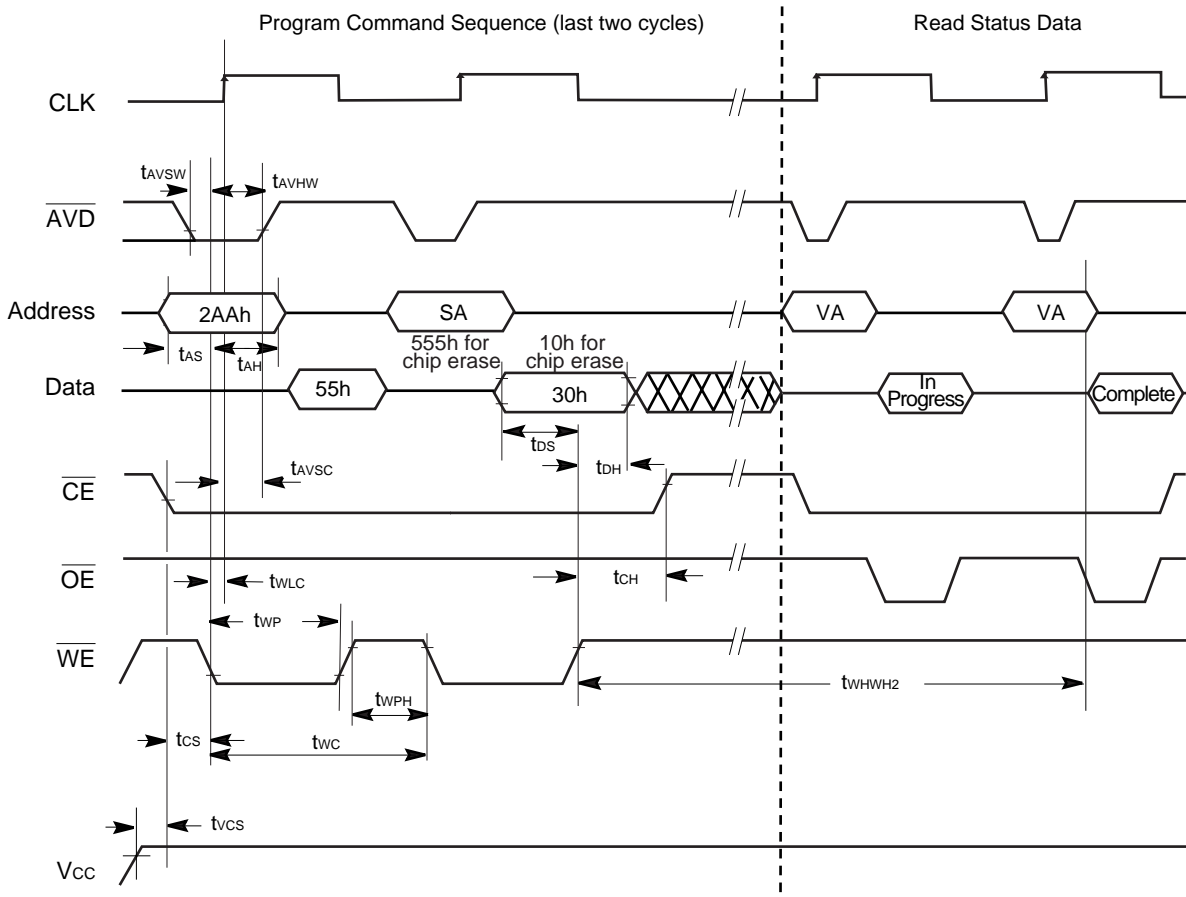 Program Command Sequence (last two cycles)
Read Status Data
CLK
tAVSW
tAVHW
AVD
Address
2AAh
SA
VA
VA
tAS
tAH
555h for
chip erase
10h for
chip erase
Data
55h
30h
In
Progress
Complete
tDS
tDH
tAVSC
CE
OE
tWLC
tCH
tWP
WE
tWPH
tWHWH2
tCS
tWC
tVCS
VCC